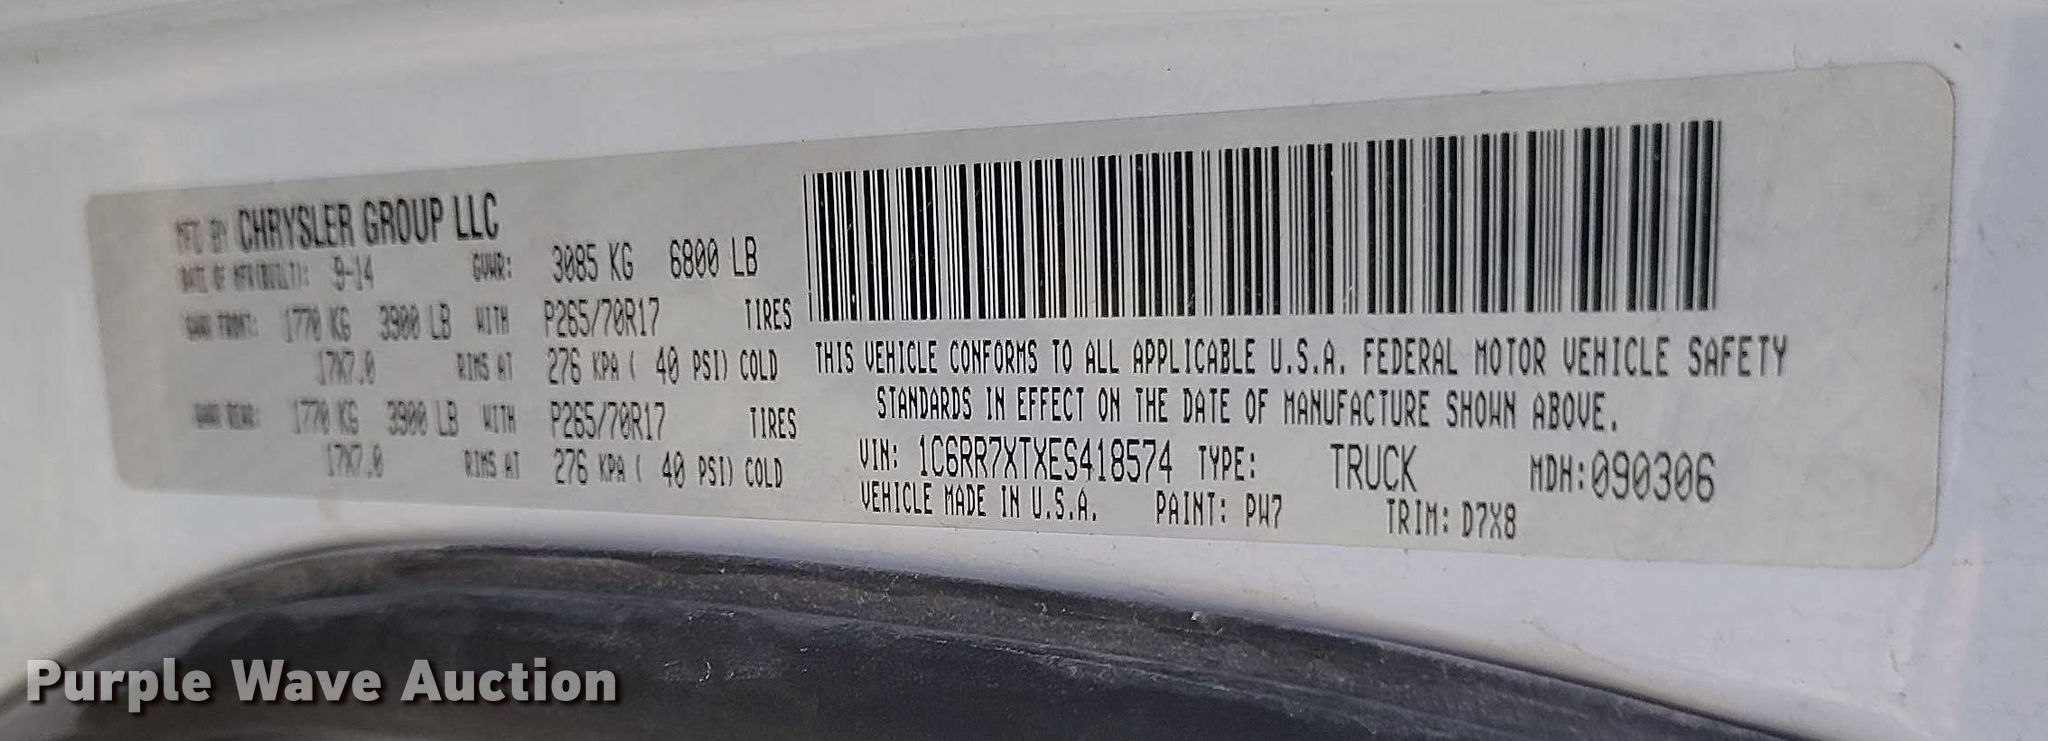 MFD BY CHRYSLER GROUP LLC
DATE OF MFR(BUILT): 9-14 GVWR: 3085 KG 6800 LB
GAWR FRONT: 1770 KG 3900 LB WITH P265/70R17 TIRES
17X7.0 RIMS AT 276 KPA ( 40 PSI) COLD
GAWR REAR: 1770 KG 3900 LB WITH P265/70R17 TIRES
17X7.0 RIMS AT 276 KPA ( 40 PSI) COLD
THIS VEHICLE CONFORMS TO ALL APPLICABLE U.S.A. FEDERAL MOTOR VEHICLE SAFETY
STANDARDS IN EFFECT ON THE DATE OF MANUFACTURE SHOWN ABOVE.
VIN: 1C6RR7XTXES418574 TYPE: TRUCK MDH:090306
VEHICLE MADE IN U.S.A. PAINT: PW7 TRIM: D7X8
Purple Wave Auction